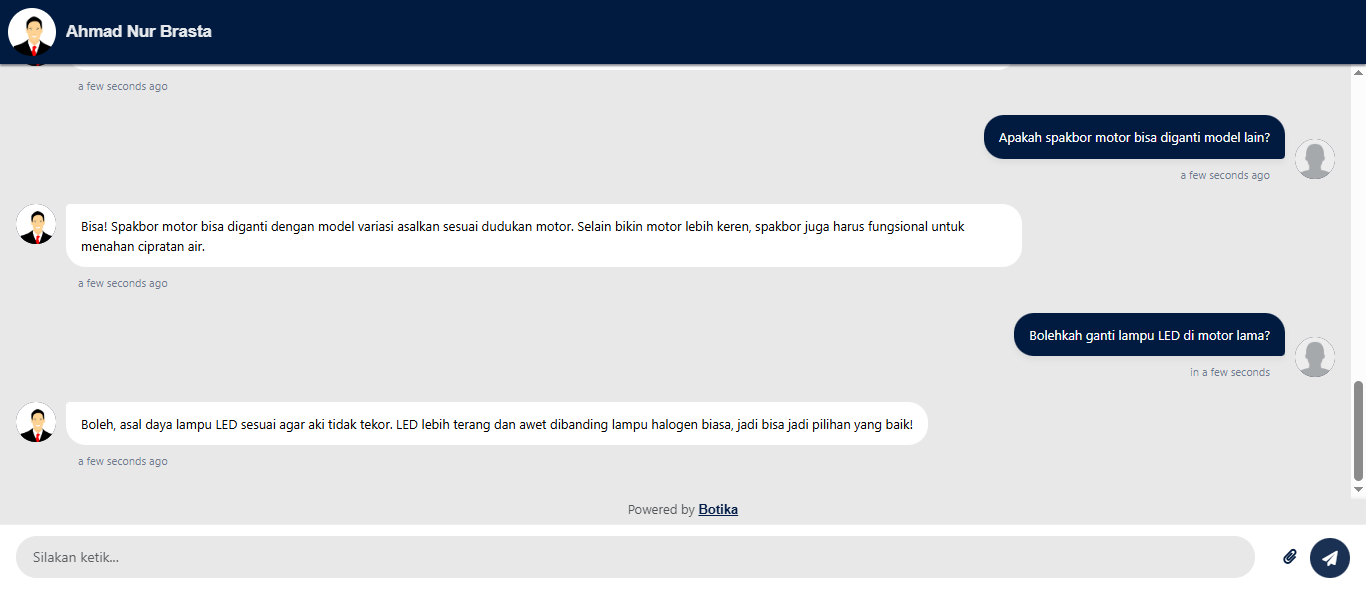 Ahmad Nur Brasta
a few seconds ago
Apakah spakbor motor bisa diganti model lain?
a few seconds ago
Bisa! Spakbor motor bisa diganti dengan model variasi asalkan sesuai dudukan motor. Selain bikin motor lebih keren, spakbor juga harus fungsional untuk
menahan cipratan air.
a few seconds ago
Bolehkah ganti lampu LED di motor lama?
in a few seconds
Boleh, asal daya lampu LED sesuai agar aki tidak tekor. LED lebih terang dan awet dibanding lampu halogen biasa, jadi bisa jadi pilihan yang baik!
a few seconds ago
Powered by Botika
Silakan ketik...